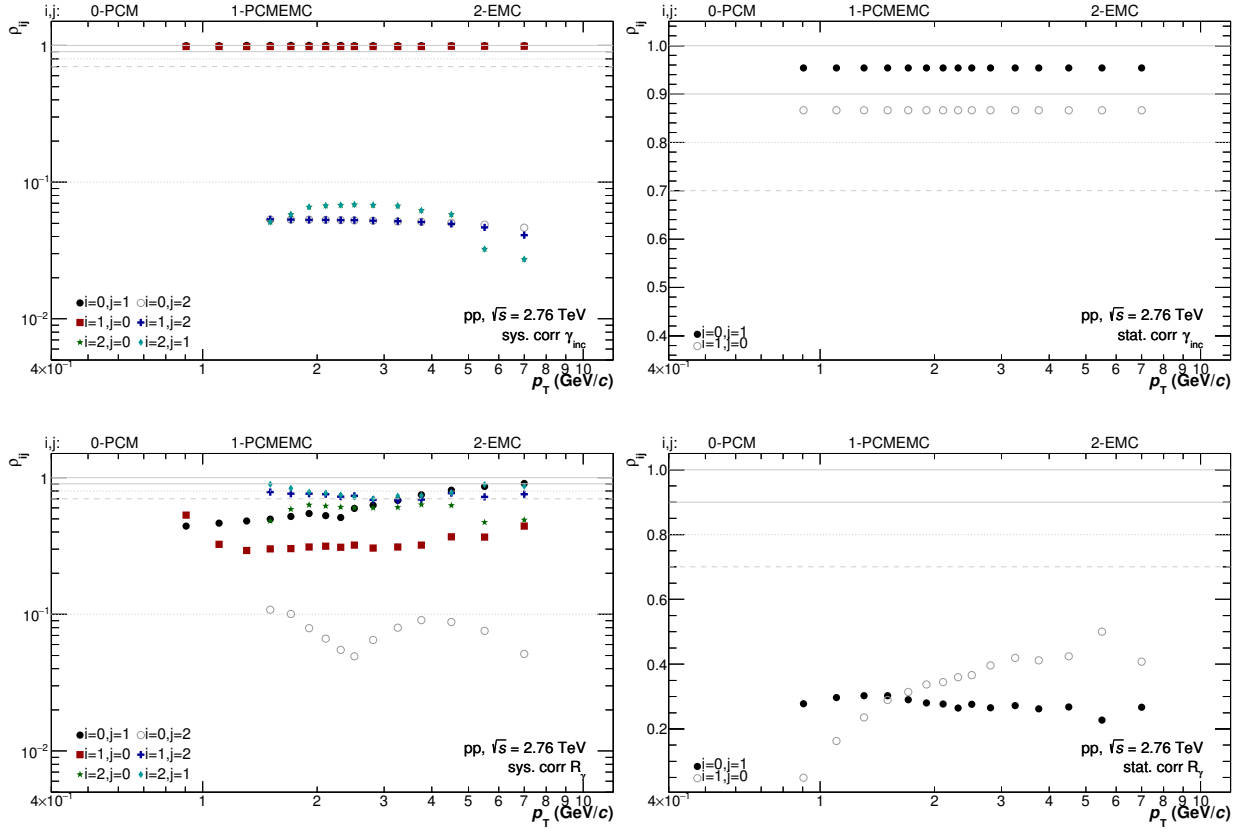 i,j: 0-PCM 1-PCMEMC 2-EMC
ρij
1
10⁻¹
10⁻²
i=0,j=1 i=0,j=2
i=1,j=0 i=1,j=2
i=2,j=0 i=2,j=1
pp, √s = 2.76 TeV
sys. corr γinc
4×10⁻¹ 1 2 3 4 5 6 7 8 9 10
pT (GeV/c)
i,j: 0-PCM 1-PCMEMC 2-EMC
ρij
1.0
0.9
0.8
0.7
0.6
0.5
0.4
i=0,j=1
i=1,j=0
pp, √s = 2.76 TeV
stat. corr γinc
4×10⁻¹ 1 2 3 4 5 6 7 8 9 10
pT (GeV/c)
i,j: 0-PCM 1-PCMEMC 2-EMC
ρij
1
10⁻¹
10⁻²
i=0,j=1 i=0,j=2
i=1,j=0 i=1,j=2
i=2,j=0 i=2,j=1
pp, √s = 2.76 TeV
sys. corr Rγ
4×10⁻¹ 1 2 3 4 5 6 7 8 9 10
pT (GeV/c)
i,j: 0-PCM 1-PCMEMC 2-EMC
ρij
1.0
0.9
0.8
0.7
0.6
0.5
0.4
0.2
i=0,j=1
i=1,j=0
pp, √s = 2.76 TeV
stat. corr Rγ
4×10⁻¹ 1 2 3 4 5 6 7 8 9 10
pT (GeV/c)